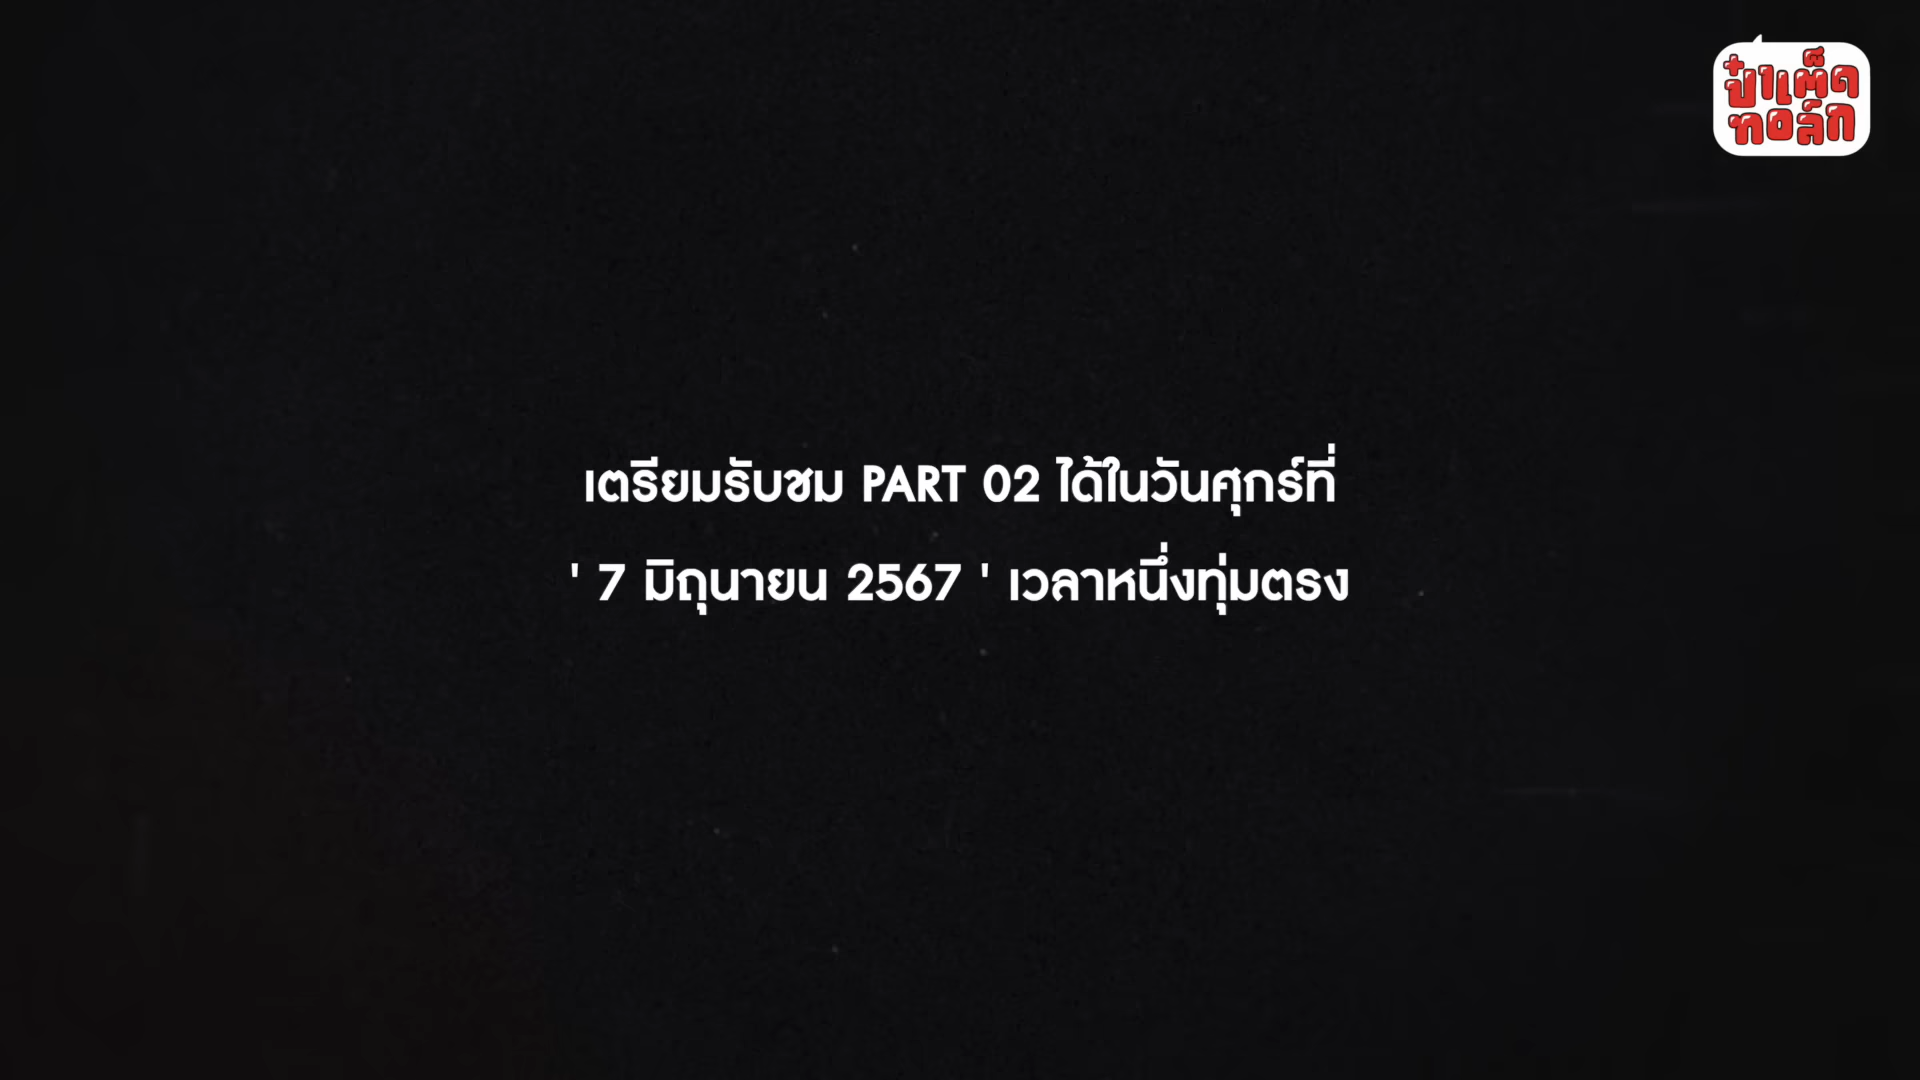 ป๋าเต็ด
ทอล์ก
เตรียมรับชม PART 02 ได้ในวันศุกร์ที่
' 7 มิถุนายน 2567 ' เวลาหนึ่งทุ่มตรง